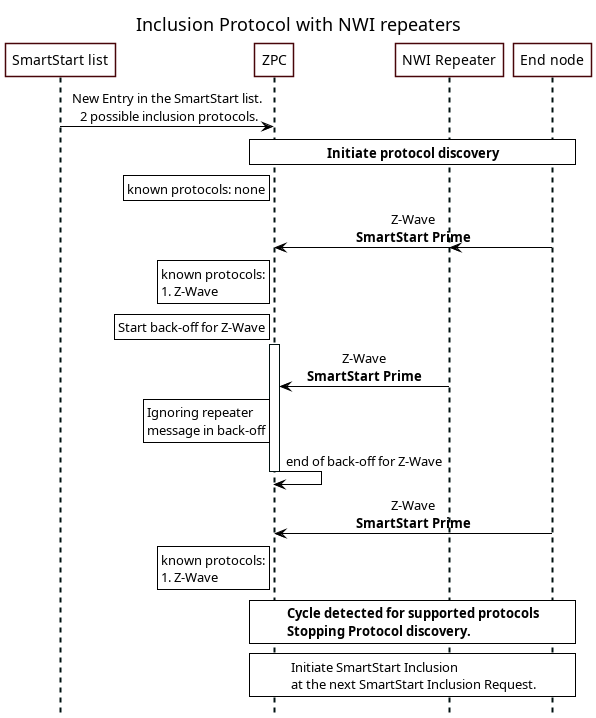 Inclusion Protocol with NWI repeaters
SmartStart list
ZPC
NWI Repeater
End node
New Entry in the SmartStart list.
2 possible inclusion protocols.
Initiate protocol discovery
known protocols: none
Z-Wave
SmartStart Prime
known protocols:
1. Z-Wave
Start back-off for Z-Wave
Z-Wave
SmartStart Prime
Ignoring repeater
message in back-off
end of back-off for Z-Wave
Z-Wave
SmartStart Prime
known protocols:
1. Z-Wave
Cycle detected for supported protocols
Stopping Protocol discovery.
Initiate SmartStart Inclusion
at the next SmartStart Inclusion Request.